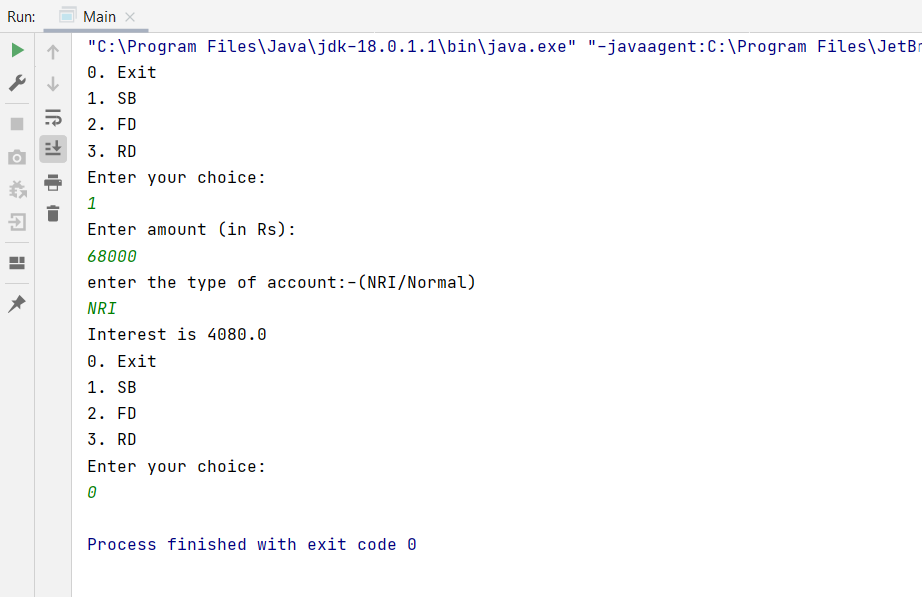 Run: Main
"C:\Program Files\Java\jdk-18.0.1.1\bin\java.exe" "-javaagent:C:\Program Files\JetBr
0. Exit
1. SB
2. FD
3. RD
Enter your choice:
1
Enter amount (in Rs):
68000
enter the type of account:-(NRI/Normal)
NRI
Interest is 4080.0
0. Exit
1. SB
2. FD
3. RD
Enter your choice:
0
Process finished with exit code 0